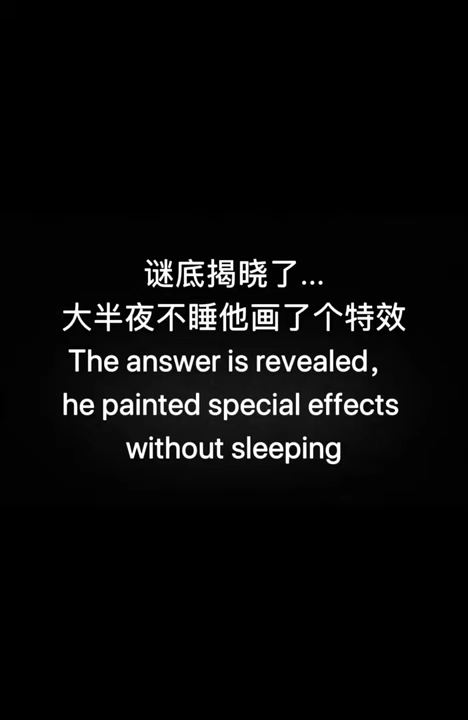 谜底揭晓了...
大半夜不睡他画了个特效
The answer is revealed，
he painted special effects
without sleeping